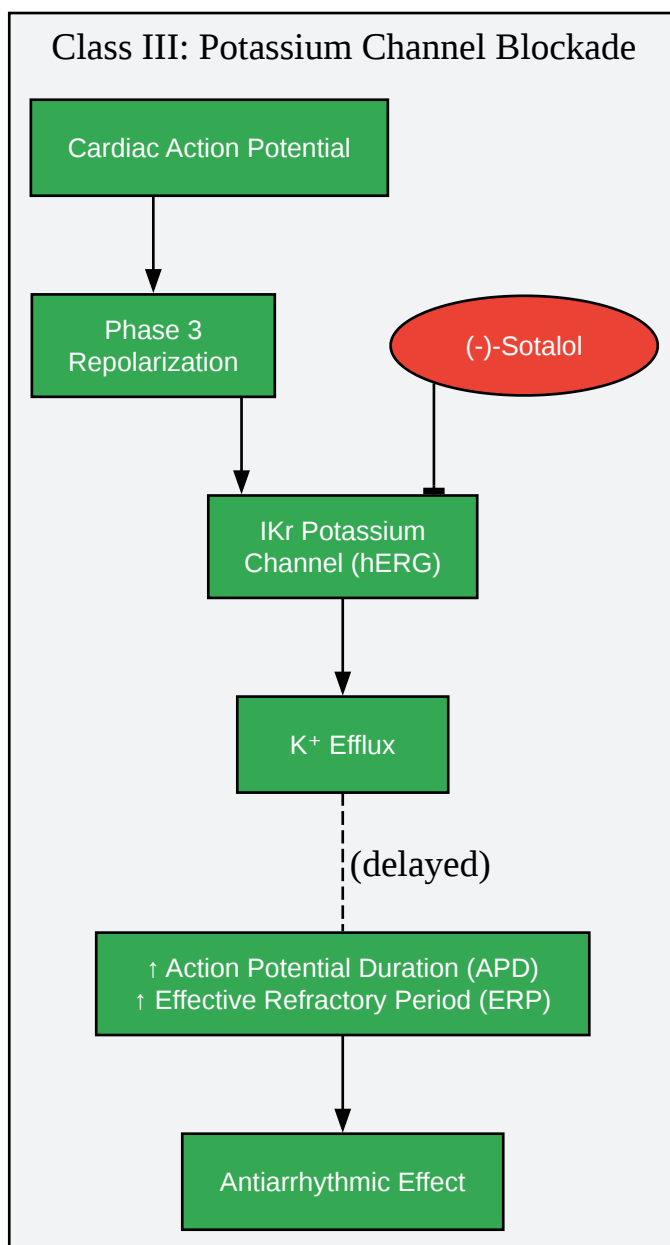 Class III: Potassium Channel Blockade
Cardiac Action Potential
Phase 3
Repolarization
(-)-Sotalol
IKr Potassium
Channel (hERG)
K⁺ Efflux
(delayed)
↑ Action Potential Duration (APD)
↑ Effective Refractory Period (ERP)
Antiarrhythmic Effect